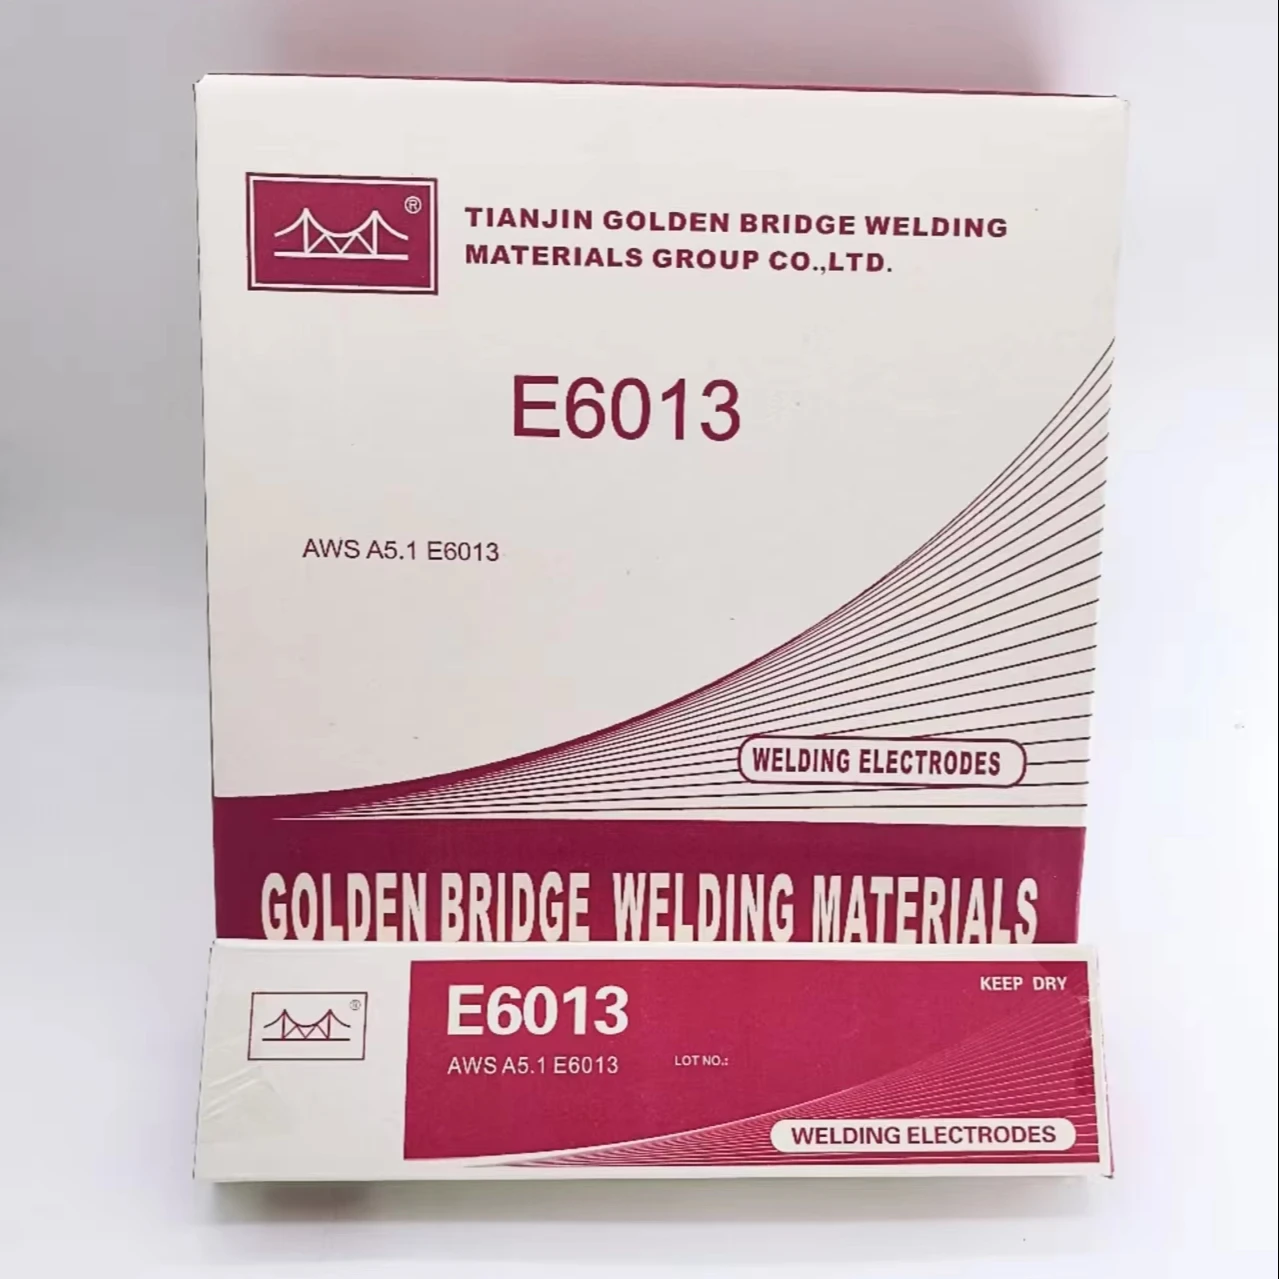 ®
TIANJIN GOLDEN BRIDGE WELDING
MATERIALS GROUP CO.,LTD.
E6013
AWS A5.1 E6013
WELDING ELECTRODES
GOLDEN BRIDGE WELDING MATERIALS
®
E6013
KEEP DRY
AWS A5.1 E6013
LOT NO.:
WELDING ELECTRODES